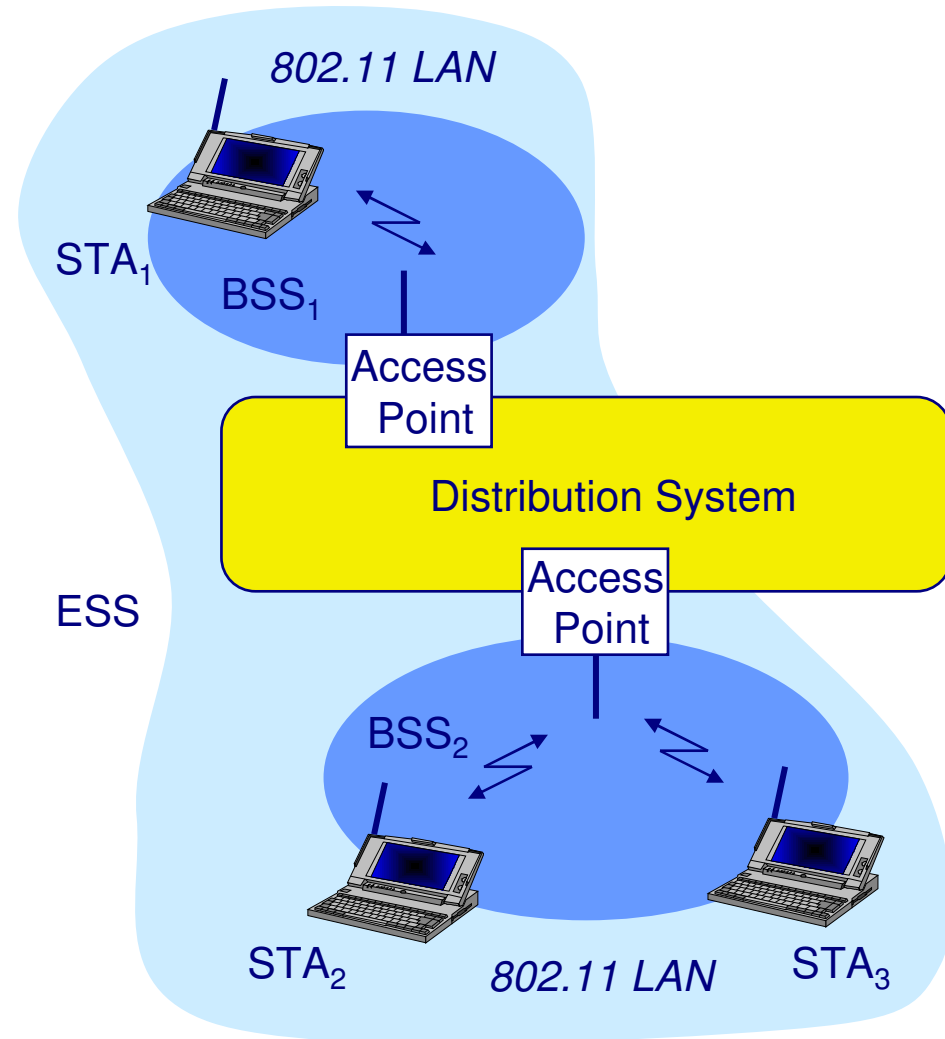 802.11 LAN
STA₁
BSS₁
Access
Point
Distribution System
Access
Point
ESS
BSS₂
STA₂
802.11 LAN
STA₃